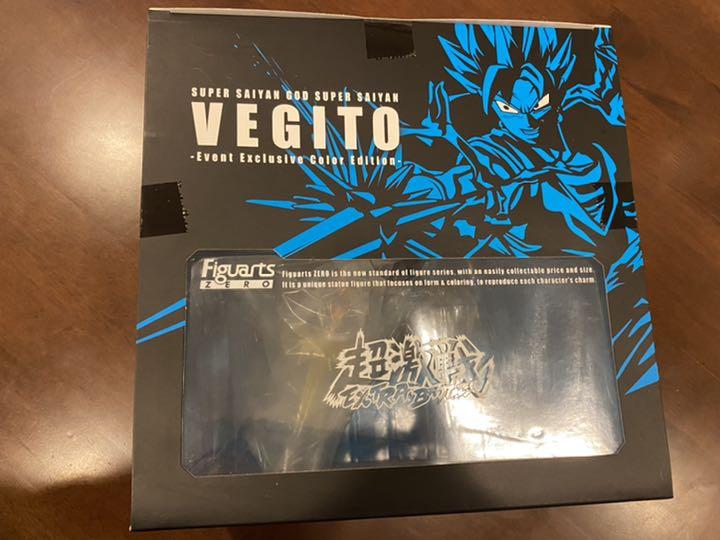 SUPER SAIYAN GOD SUPER SAIYAN
VEGITO
-Event Exclusive Color Edition-
Figuarts
ZERO
Figuarts ZERO is the new standard of figure series, with an easily collectable price and size.
It is a unique statue figure that focuses on form & coloring, to reproduce each character's charm.
超激戦
EXTRA BATTLE